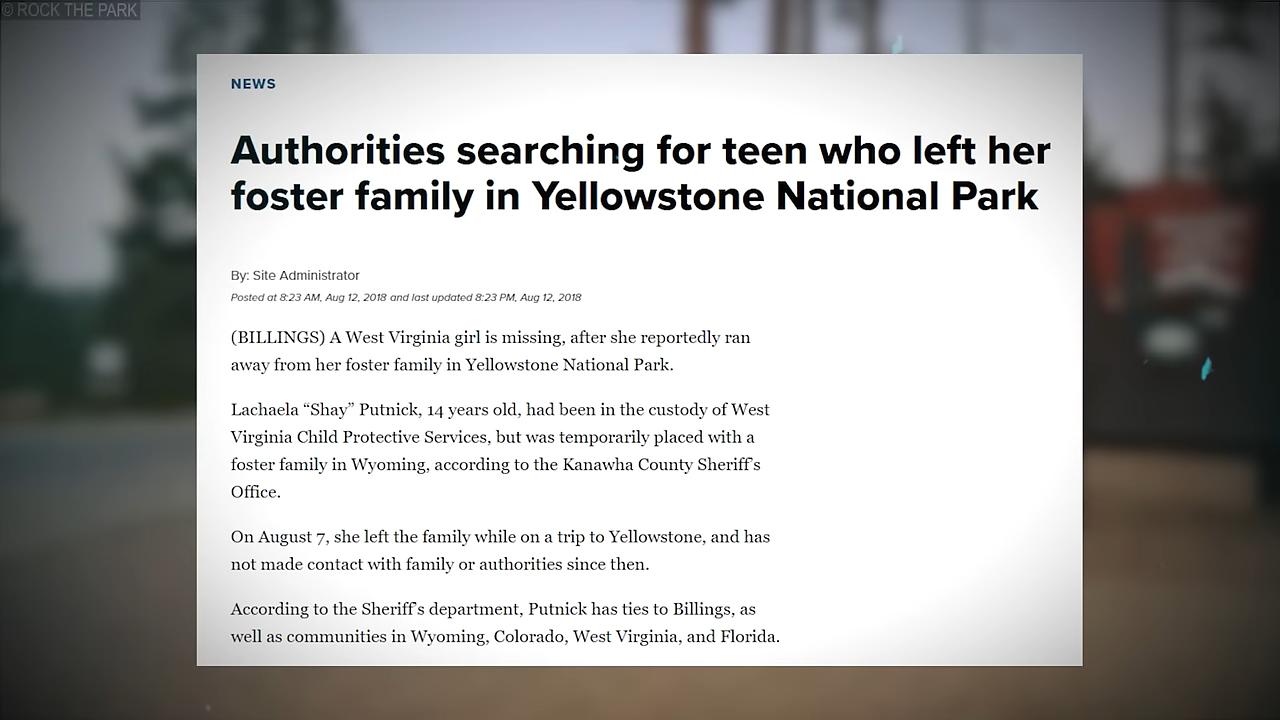 © ROCK THE PARK
NEWS
Authorities searching for teen who left her
foster family in Yellowstone National Park
By: Site Administrator
Posted at 8:23 AM, Aug 12, 2018 and last updated 8:23 PM, Aug 12, 2018
(BILLINGS) A West Virginia girl is missing, after she reportedly ran
away from her foster family in Yellowstone National Park.
Lachaela “Shay” Putnick, 14 years old, had been in the custody of West
Virginia Child Protective Services, but was temporarily placed with a
foster family in Wyoming, according to the Kanawha County Sheriff’s
Office.
On August 7, she left the family while on a trip to Yellowstone, and has
not made contact with family or authorities since then.
According to the Sheriff’s department, Putnick has ties to Billings, as
well as communities in Wyoming, Colorado, West Virginia, and Florida.